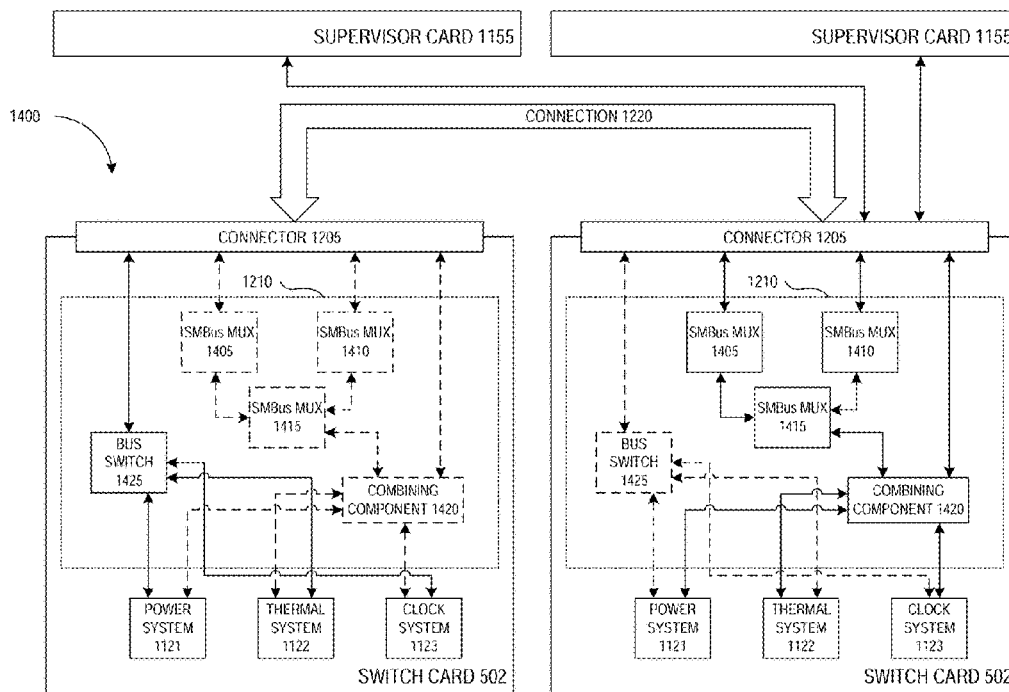 SUPERVISOR CARD 1155
SUPERVISOR CARD 1155
1400
CONNECTION 1220
CONNECTOR 1205
CONNECTOR 1205
1210
1210
SMBus MUX
1405
SMBus MUX
1410
SMBus MUX
1405
SMBus MUX
1410
SMBus MUX
1415
SMBus MUX
1415
BUS
SWITCH
1425
BUS
SWITCH
1425
COMBINING
COMPONENT 1420
COMBINING
COMPONENT 1420
POWER
SYSTEM
1121
THERMAL
SYSTEM
1122
CLOCK
SYSTEM
1123
POWER
SYSTEM
1121
THERMAL
SYSTEM
1122
CLOCK
SYSTEM
1123
SWITCH CARD 502
SWITCH CARD 502